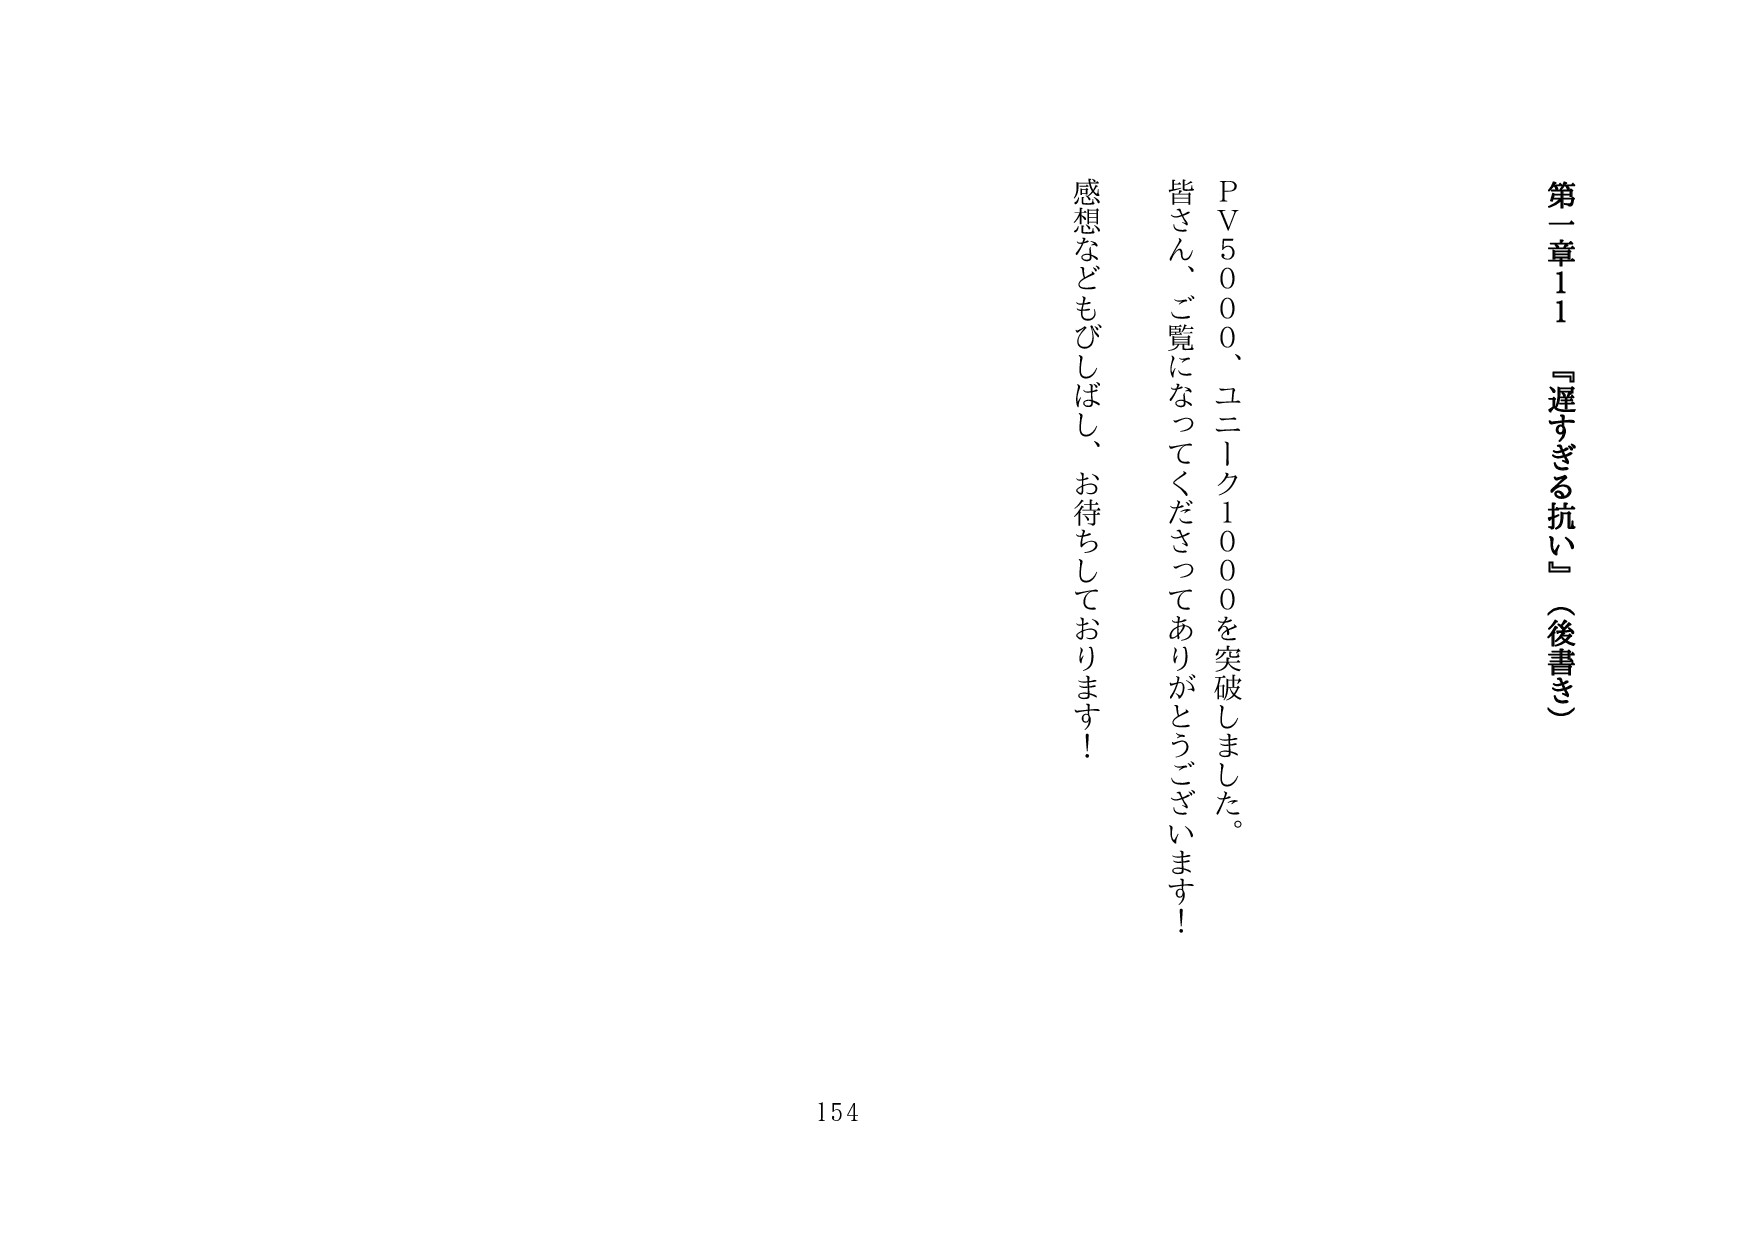 第一章１１　『遅すぎる抗い』（後書き）
ＰＶ５０００、ユニーク１０００を突破しました。
皆さん、ご覧になってくださってありがとうございます！
感想などもびしばし、お待ちしております！
154